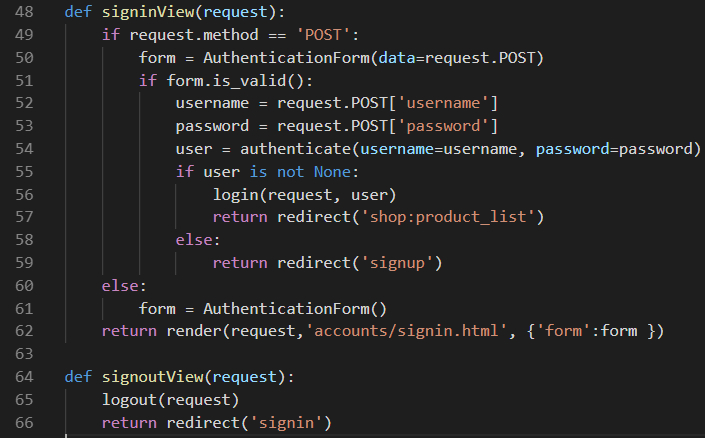 48 def signinView(request):
49     if request.method == 'POST':
50         form = AuthenticationForm(data=request.POST)
51         if form.is_valid():
52             username = request.POST['username']
53             password = request.POST['password']
54             user = authenticate(username=username, password=password)
55             if user is not None:
56                 login(request, user)
57                 return redirect('shop:product_list')
58             else:
59                 return redirect('signup')
60     else:
61         form = AuthenticationForm()
62     return render(request,'accounts/signin.html', {'form':form })
63
64 def signoutView(request):
65     logout(request)
66     return redirect('signin')